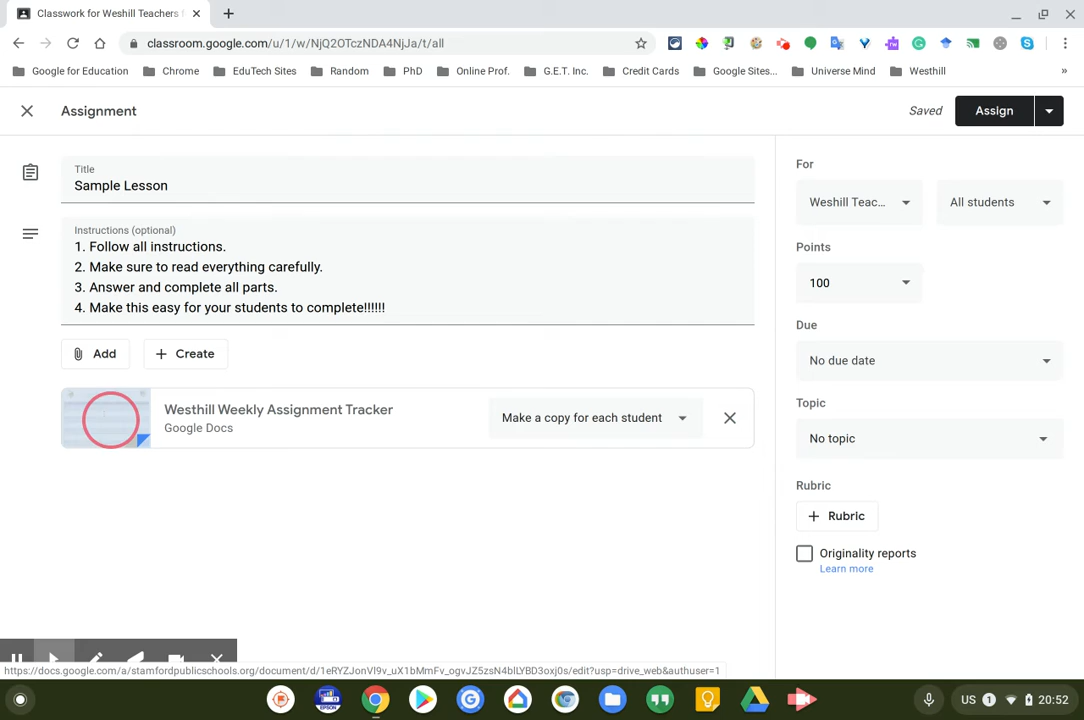 Classwork for Weshill Teachers
classroom.google.com/u/1/w/NjQ2OTczNDA4NjJa/t/all
Google for Education
Chrome
EduTech Sites
Random
PhD
Online Prof.
G.E.T. Inc.
Credit Cards
Google Sites...
Universe Mind
Westhill
»
Assignment
Saved
Assign
Title
Sample Lesson
Instructions (optional)
1. Follow all instructions.
2. Make sure to read everything carefully.
3. Answer and complete all parts.
4. Make this easy for your students to complete!!!!!!
Add
+ Create
Westhill Weekly Assignment Tracker
Google Docs
Make a copy for each student
For
Weshill Teac...
All students
Points
100
Due
No due date
Topic
No topic
Rubric
+ Rubric
Originality reports
Learn more
https://docs.google.com/a/stamfordpublicschools.org/document/d/1eRYZJonVl9v_uX1bMmFv_ogvJZ5zsN4blLYBD3oxj0s/edit?usp=drive_web&authuser=1
EPSON
US
1
20:52